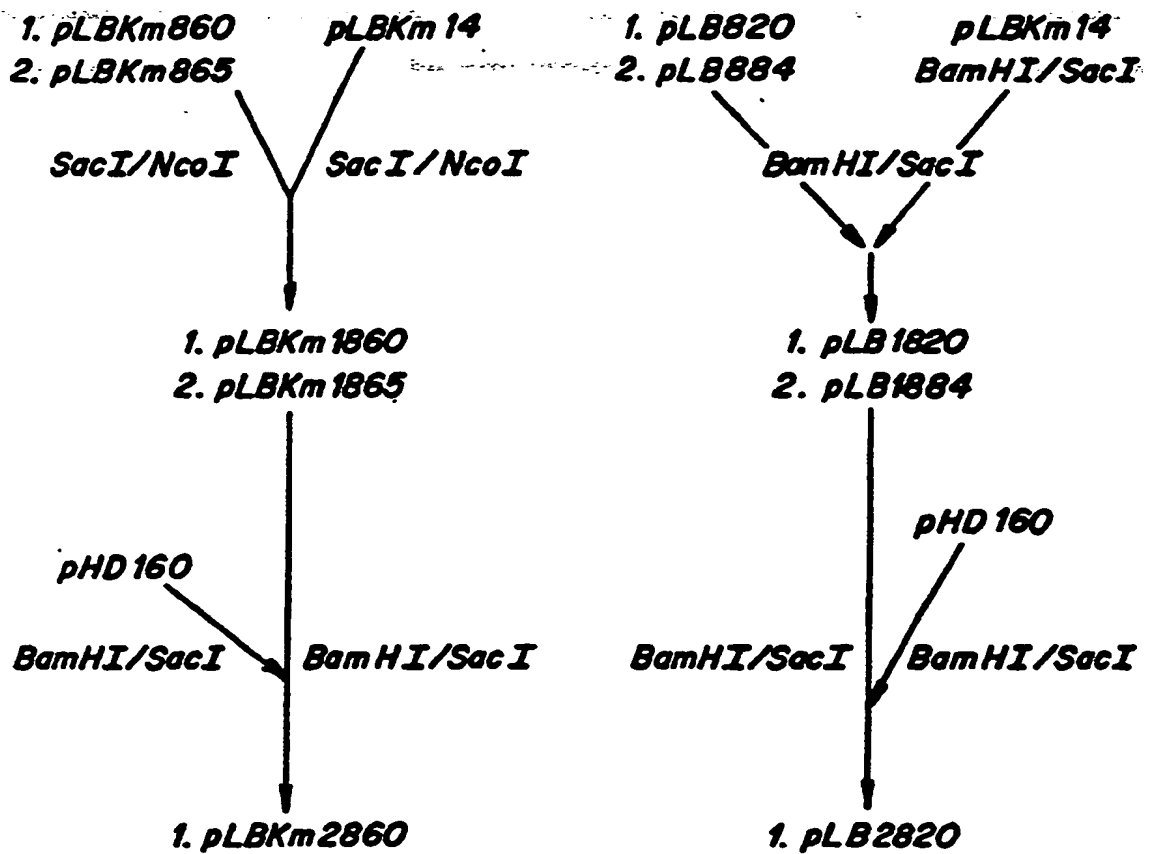 1. pLBKm860
2. pLBKm865
pLBKm14
SacI/NcoI
SacI/NcoI
1. pLBKm1860
2. pLBKm1865
pHD160
BamHI/SacI
BamHI/SacI
1. pLBKm2860
1. pLB820
2. pLB884
pLBKm14
BamHI/SacI
BamHI/SacI
1. pLB1820
2. pLB1884
pHD160
BamHI/SacI
BamHI/SacI
1. pLB2820